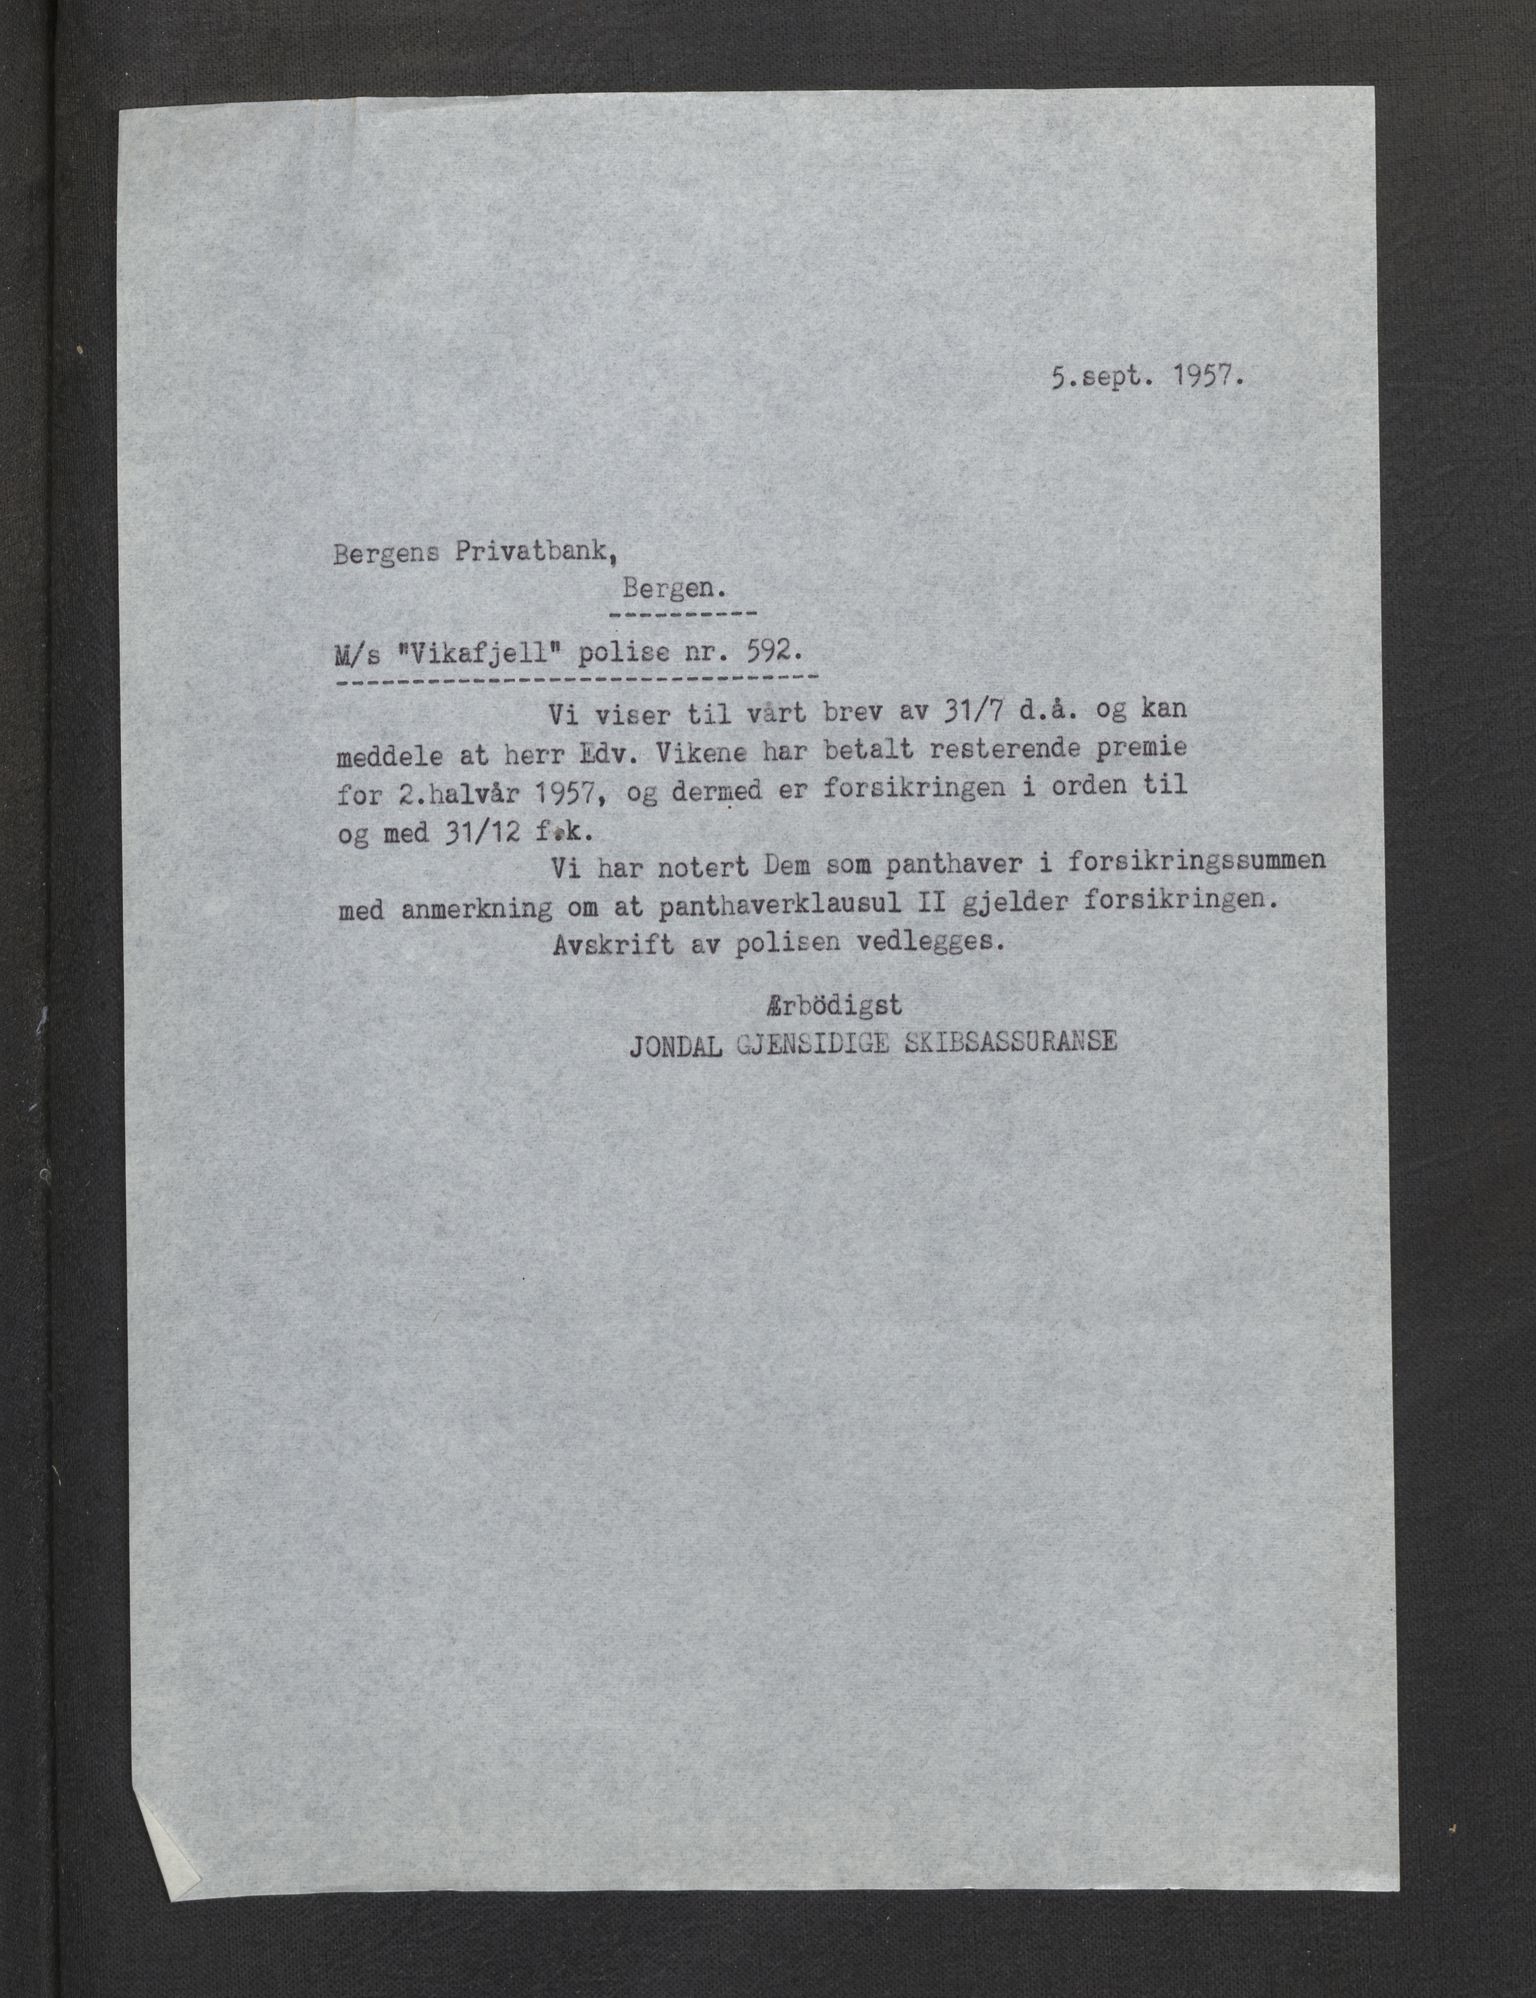 5.sept. 1957.
Bergens Privatbank,
Bergen.
----------
M/s "Vikafjell" polise nr. 592.
--------------------------------
Vi viser til vårt brev av 31/7 d.å. og kan
meddele at herr Edv. Vikene har betalt resterende premie
for 2.halvår 1957, og dermed er forsikringen i orden til
og med 31/12 f.k.
Vi har notert Dem som panthaver i forsikringssummen
med anmerkning om at panthaverklausul II gjelder forsikringen.
Avskrift av polisen vedlegges.
Ærbödigst
JONDAL GJENSIDIGE SKIBSASSURANSE